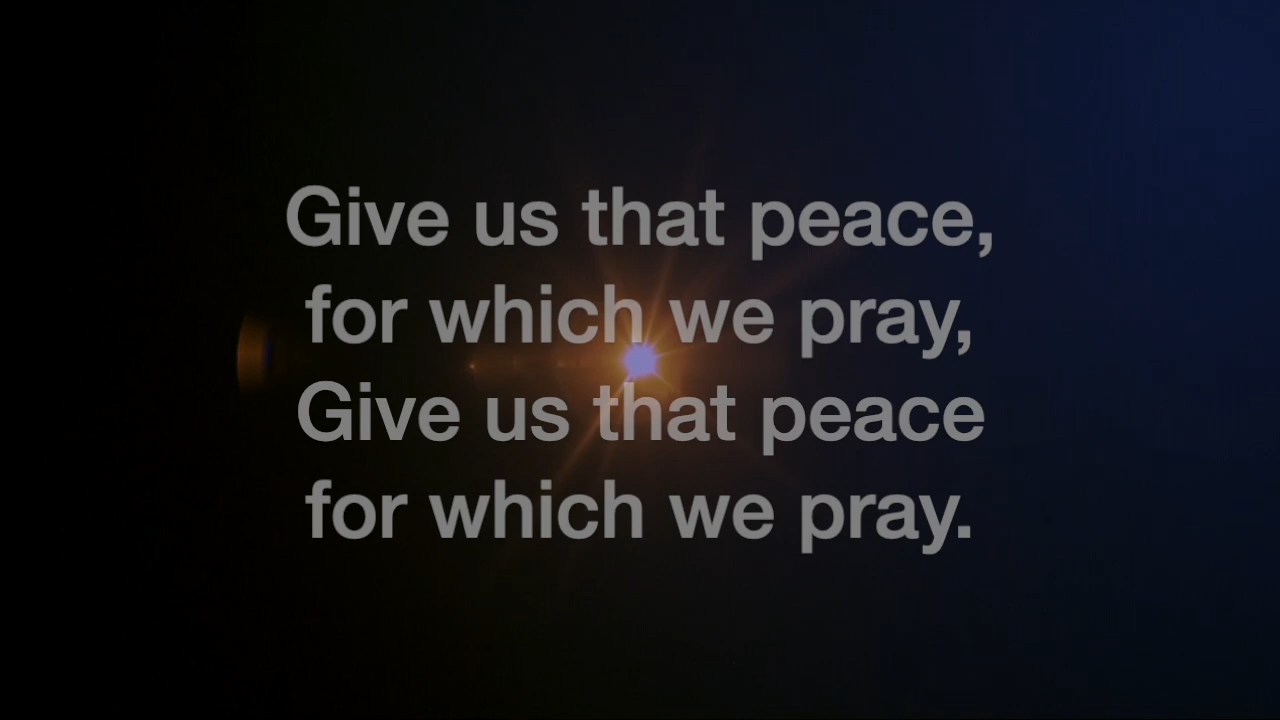 Give us that peace,
for which we pray,
Give us that peace
for which we pray.